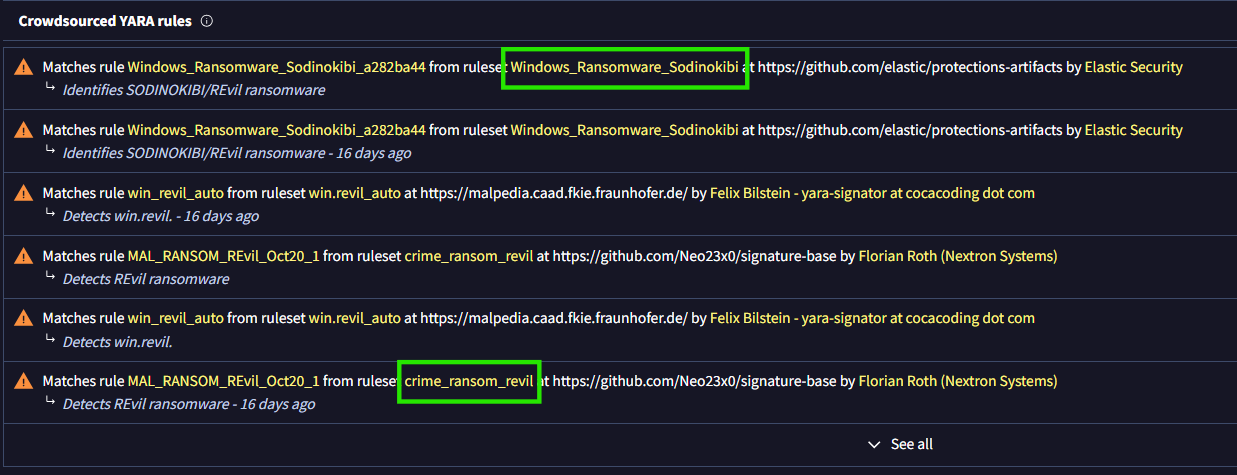 Crowdsourced YARA rules
Matches rule Windows_Ransomware_Sodinokibi_a282ba44 from ruleset Windows_Ransomware_Sodinokibi at https://github.com/elastic/protections-artifacts by Elastic Security
Identifies SODINOKIBI/REvil ransomware
Matches rule Windows_Ransomware_Sodinokibi_a282ba44 from ruleset Windows_Ransomware_Sodinokibi at https://github.com/elastic/protections-artifacts by Elastic Security
Identifies SODINOKIBI/REvil ransomware - 16 days ago
Matches rule win_revil_auto from ruleset win.revil_auto at https://malpedia.caad.fkie.fraunhofer.de/ by Felix Bilstein - yara-signator at cocacoding dot com
Detects win.revil. - 16 days ago
Matches rule MAL_RANSOM_REvil_Oct20_1 from ruleset crime_ransom_revil at https://github.com/Neo23x0/signature-base by Florian Roth (Nextron Systems)
Detects REvil ransomware
Matches rule win_revil_auto from ruleset win.revil_auto at https://malpedia.caad.fkie.fraunhofer.de/ by Felix Bilstein - yara-signator at cocacoding dot com
Detects win.revil.
Matches rule MAL_RANSOM_REvil_Oct20_1 from ruleset crime_ransom_revil at https://github.com/Neo23x0/signature-base by Florian Roth (Nextron Systems)
Detects REvil ransomware - 16 days ago
See all